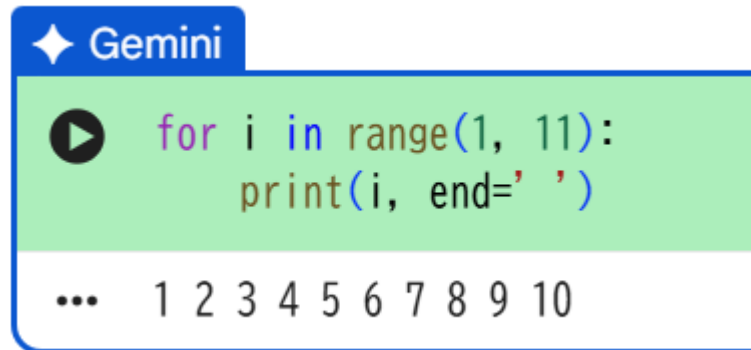 Gemini
for i in range(1, 11):
    print(i, end=' ')
1 2 3 4 5 6 7 8 9 10